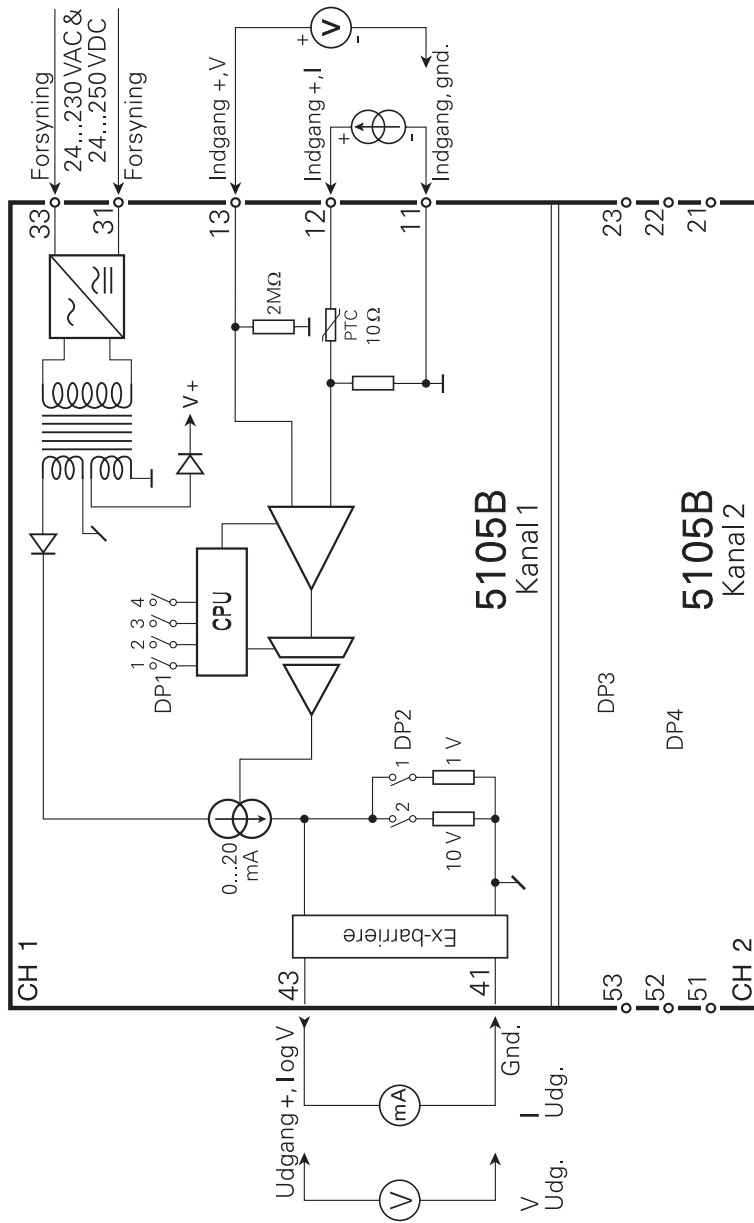 Forsyning
24...230 VAC &
24...250 VDC
Forsyning
Indgang +, V
Indgang +, I
Indgang, gnd.
V
+
-
+
-
33
31
13
12
11
23
22
21
2MΩ
PTC
10Ω
V+
CPU
1 2 3 4
DP1
5105B
Kanal 1
5105B
Kanal 2
DP3
DP4
0...20
mA
2
1
DP2
10 V
1 V
Ex-barriere
CH 1
43
41
53
52
51
CH 2
Udgang +, I og V
Gnd.
mA
I
Udg.
V
V
Udg.